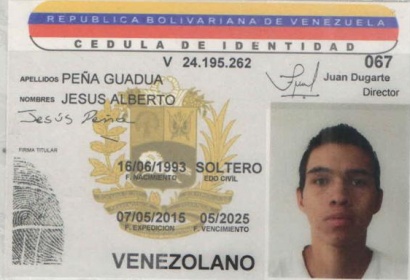 REPUBLICA BOLIVARIANA DE VENEZUELA
CEDULA DE IDENTIDAD
V 24.195.262 067
APELLIDOS PEÑA GUADUA
Juan Dugarte
Director
NOMBRES JESUS ALBERTO
Jesús Peña
FIRMA TITULAR
16/06/1993 SOLTERO
F. NACIMIENTO EDO CIVIL
07/05/2015 05/2025
F. EXPEDICION F. VENCIMIENTO
VENEZOLANO